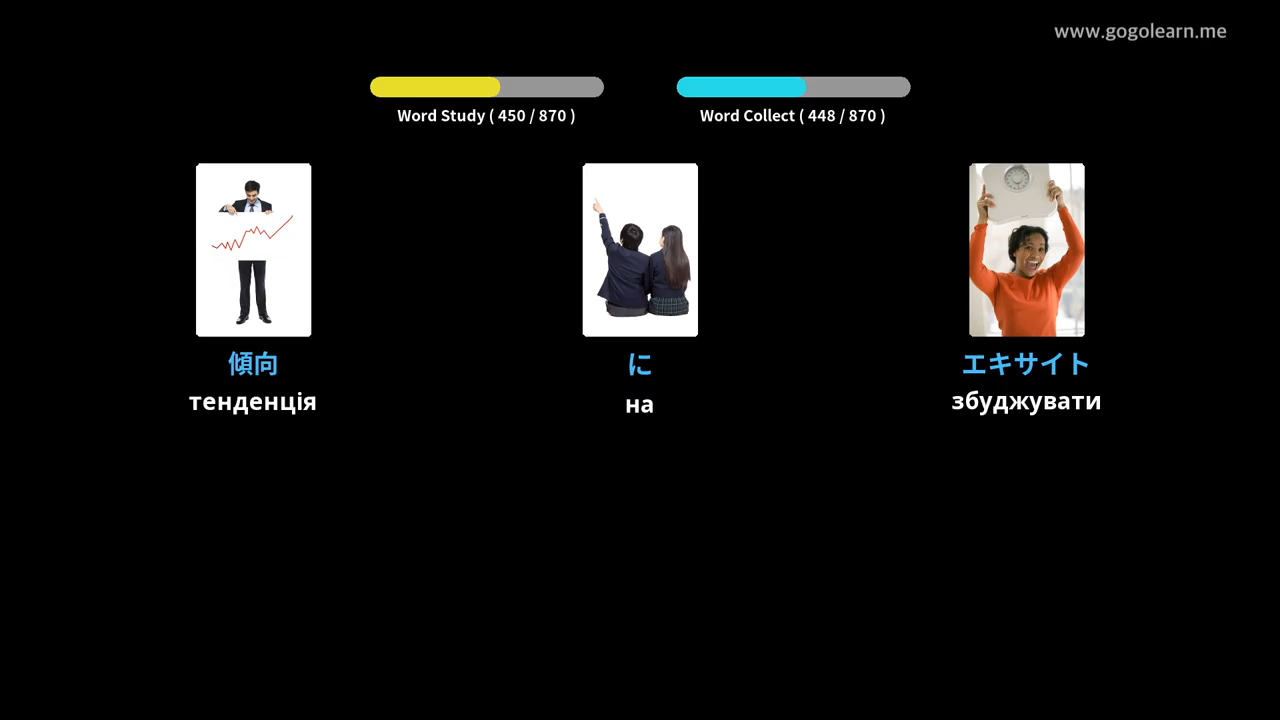 www.gogolearn.me
Word Study ( 450 / 870 )
Word Collect ( 448 / 870 )
傾向
に
エキサイト
тенденція
на
збуджувати